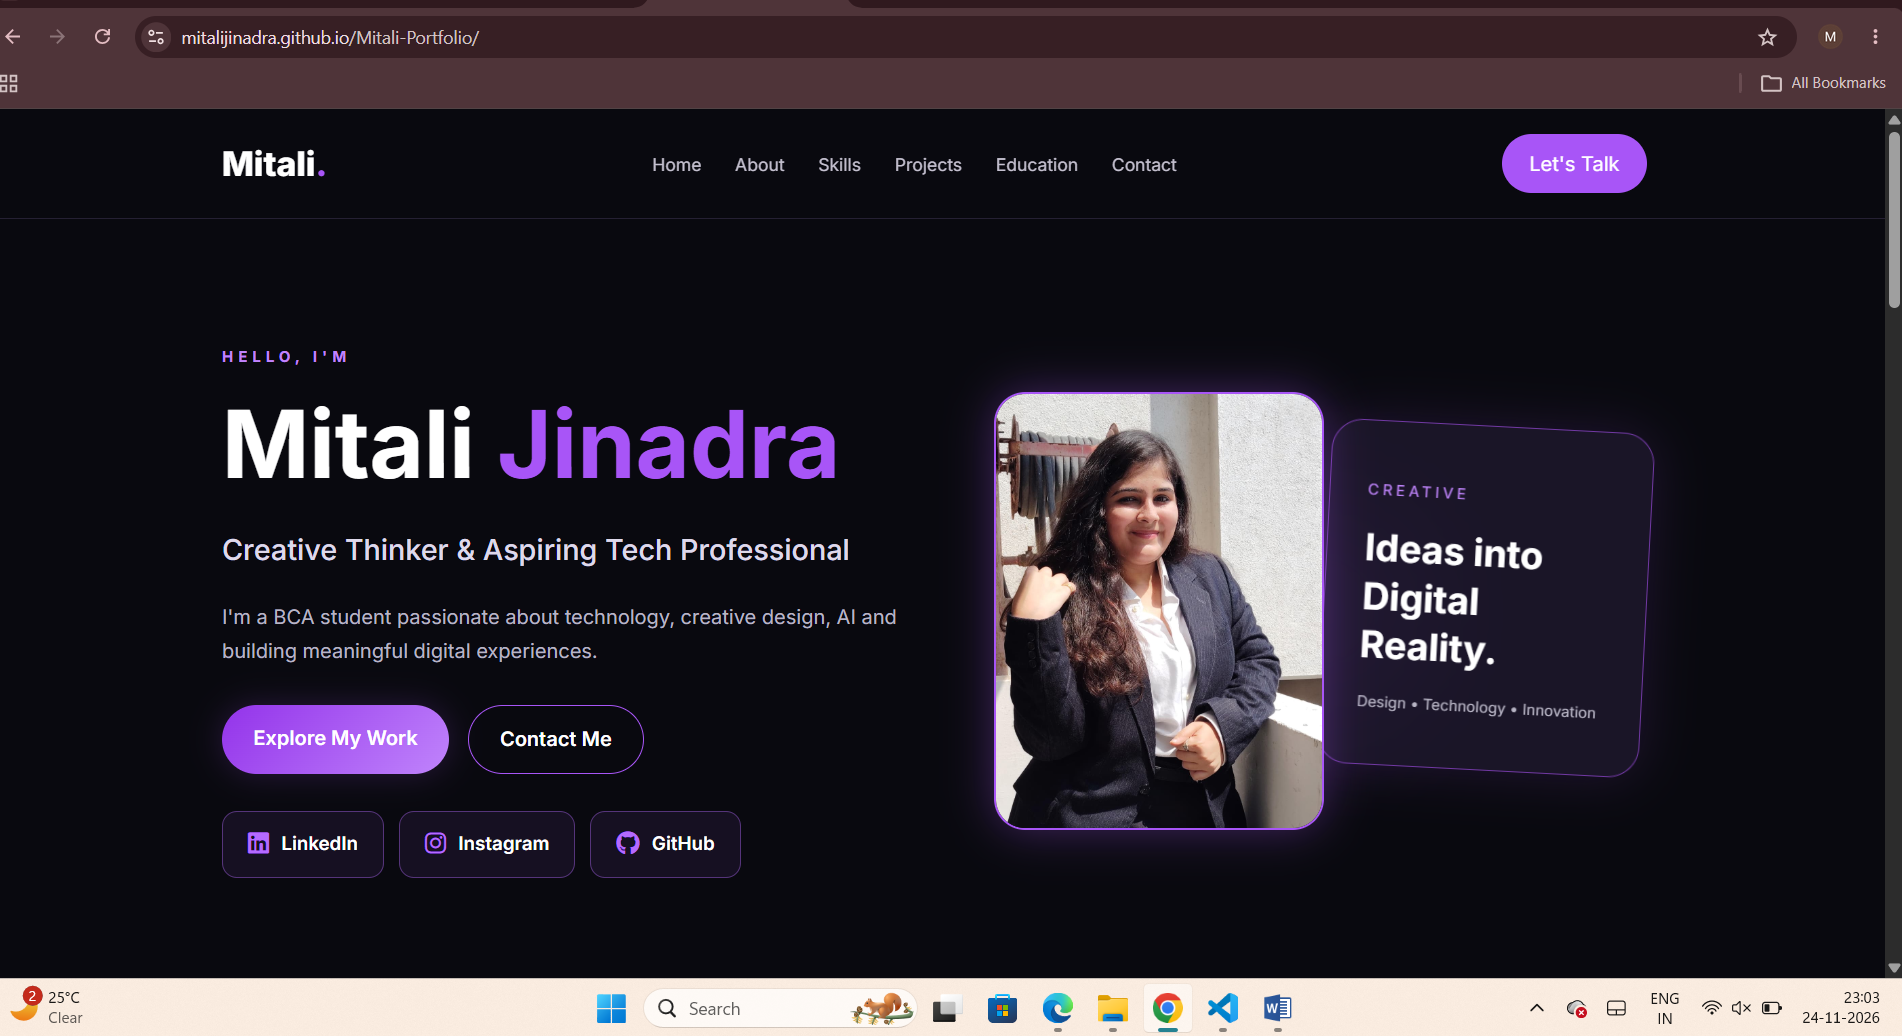 mitalijinadra.github.io/Mitali-Portfolio/
M
All Bookmarks
Mitali.
Home About Skills Projects Education Contact
Let's Talk
HELLO, I'M
Mitali Jinadra
Creative Thinker & Aspiring Tech Professional
I'm a BCA student passionate about technology, creative design, AI and
building meaningful digital experiences.
Explore My Work
Contact Me
LinkedIn
Instagram
GitHub
CREATIVE
Ideas into
Digital
Reality.
Design • Technology • Innovation
2
25°C
Clear
Search
ENG
IN
23:03
24-11-2026